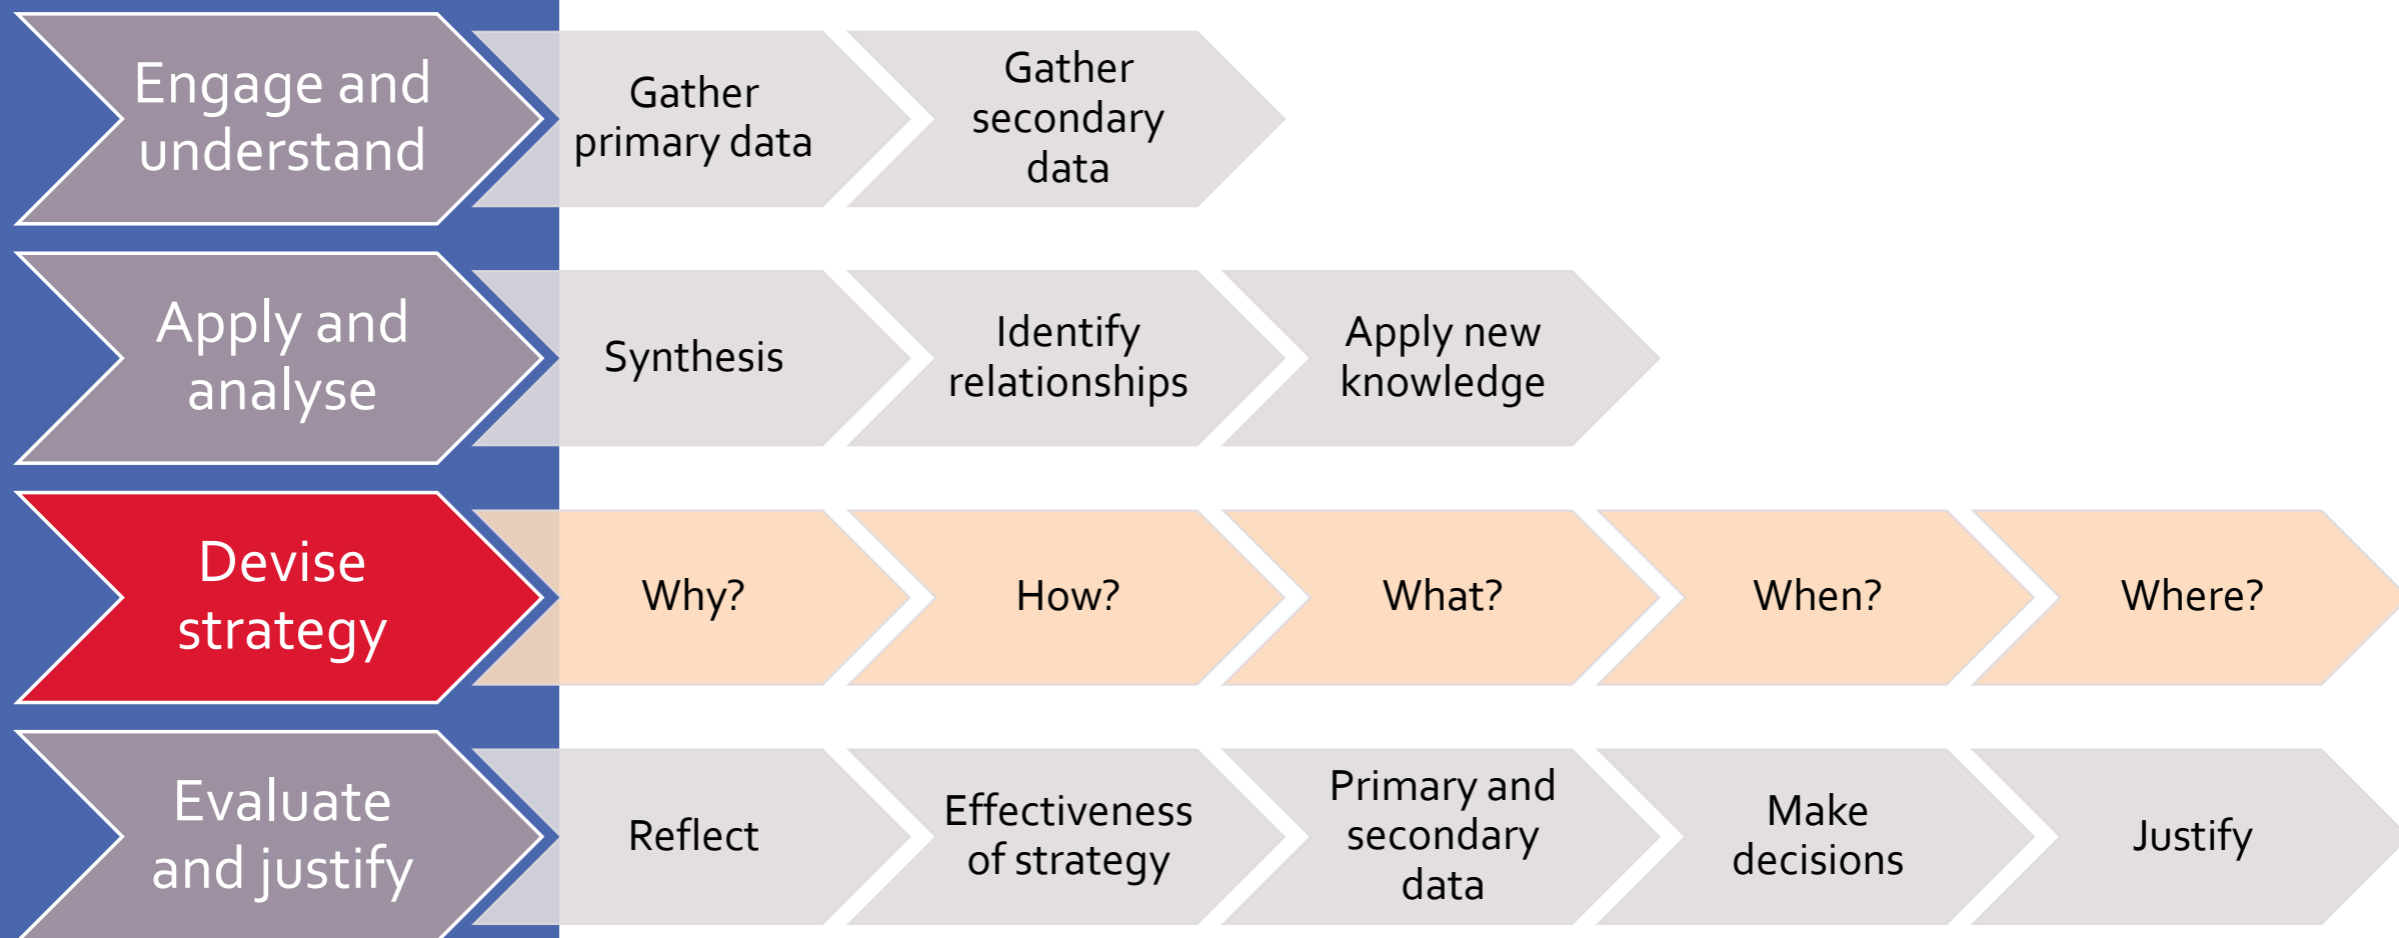 Engage and
understand
Gather
primary data
Gather
secondary
data
Apply and
analyse
Synthesis
Identify
relationships
Apply new
knowledge
Devise
strategy
Why?
How?
What?
When?
Where?
Evaluate
and justify
Reflect
Effectiveness
of strategy
Primary and
secondary
data
Make
decisions
Justify